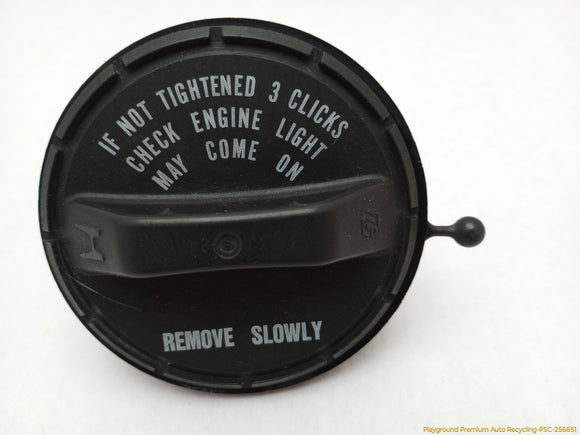 IF NOT TIGHTENED 3 CLICKS
CHECK ENGINE LIGHT
MAY COME ON
REMOVE SLOWLY
Playground Premium Auto Recycling-PSC-256851